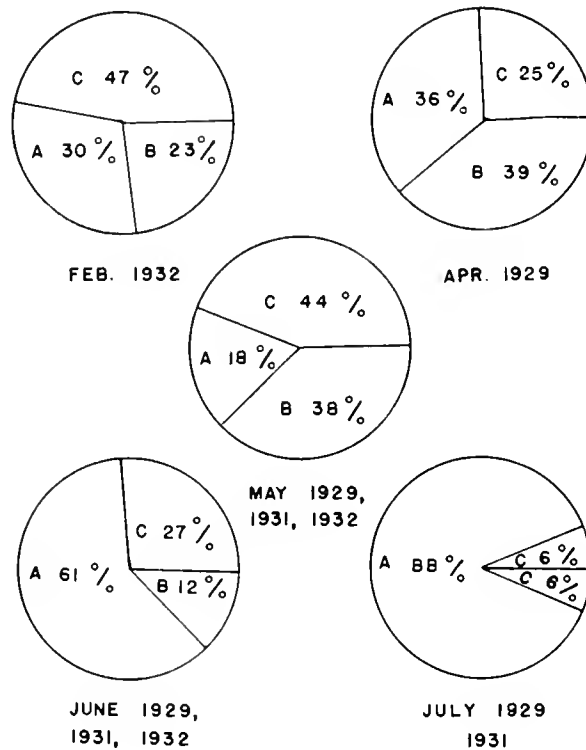 C 47 %
A 30 %
B 23 %
FEB. 1932
A 36 %
C 25 %
B 39 %
APR. 1929
C 44 %
A 18 %
B 38 %
MAY 1929,
1931, 1932
C 27 %
A 61 %
B 12 %
JUNE 1929,
1931, 1932
A 88 %
C 6 %
C 6 %
JULY 1929
1931